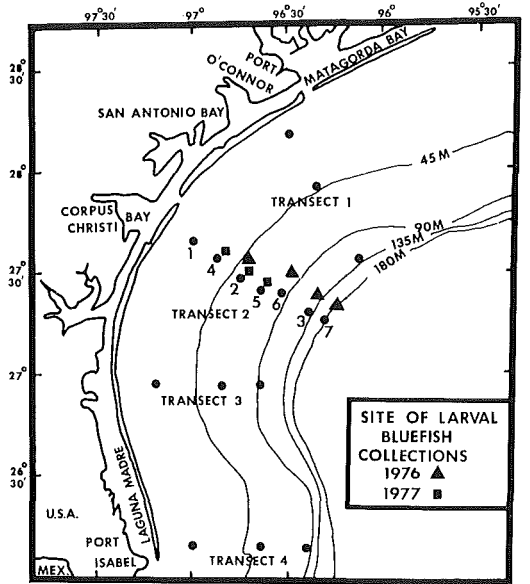 97°30'
97°
96°30'
96°
95°30'
28°
30'
PORT
O'CONNOR
MATAGORDA BAY
SAN ANTONIO BAY
45M
28°
TRANSECT 1
CORPUS
CHRISTI
BAY
90M
135M
180M
1
4
2
5
6
3
7
27°
30'
TRANSECT 2
27°
TRANSECT 3
SITE OF LARVAL
BLUEFISH
COLLECTIONS
1976 ▲
1977 ■
26°
30'
LAGUNA MADRE
U.S.A.
PORT
ISABEL
TRANSECT 4
MEX.